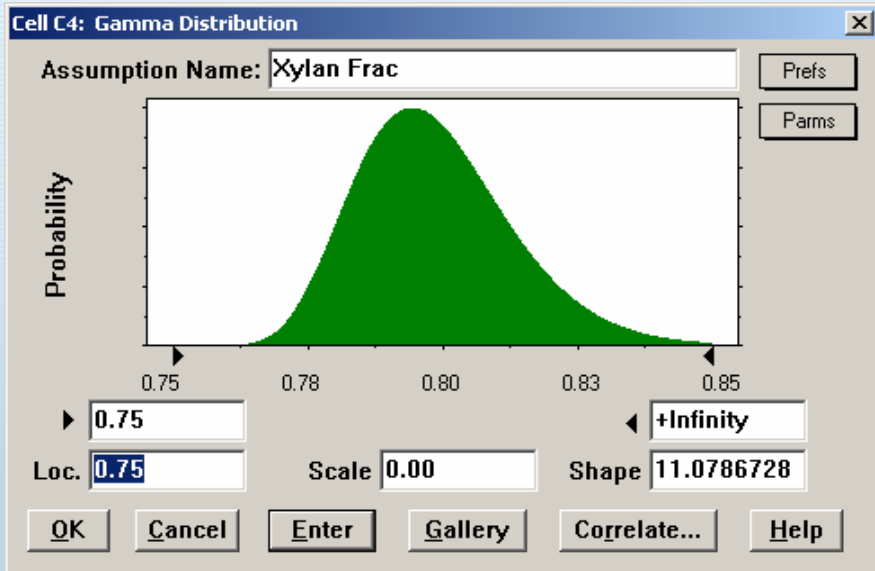 Cell C4: Gamma Distribution
Assumption Name: Xylan Frac
Prefs
Parms
Probability
0.75 0.78 0.80 0.83 0.85
0.75 +Infinity
Loc. 0.75 Scale 0.00 Shape 11.0786728
OK Cancel Enter Gallery Correlate... Help